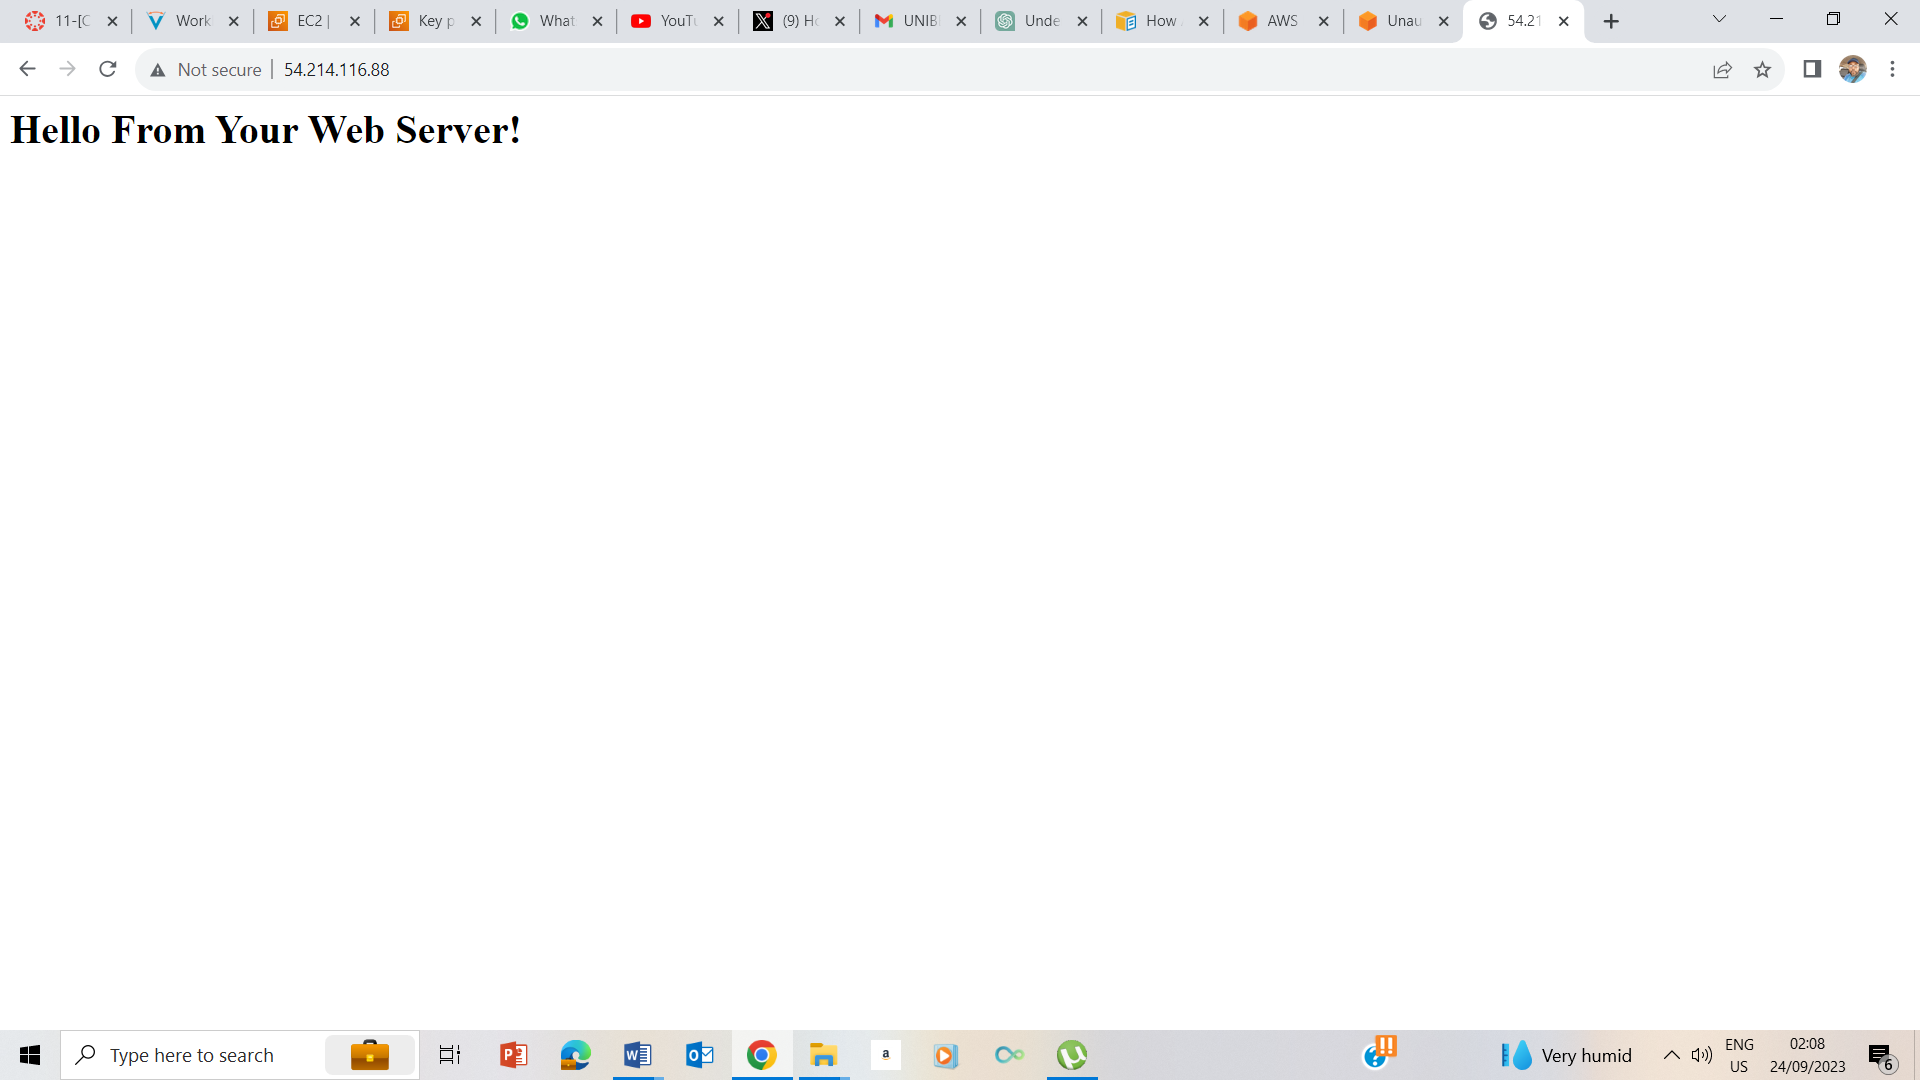 11-[C
Work
EC2 |
Key p
What
YouTu
(9) Ho
UNIB
Unde
How
AWS
Unau
54.21
Not secure
54.214.116.88
Hello From Your Web Server!
Type here to search
a
Very humid
ENG
US
02:08
24/09/2023
6